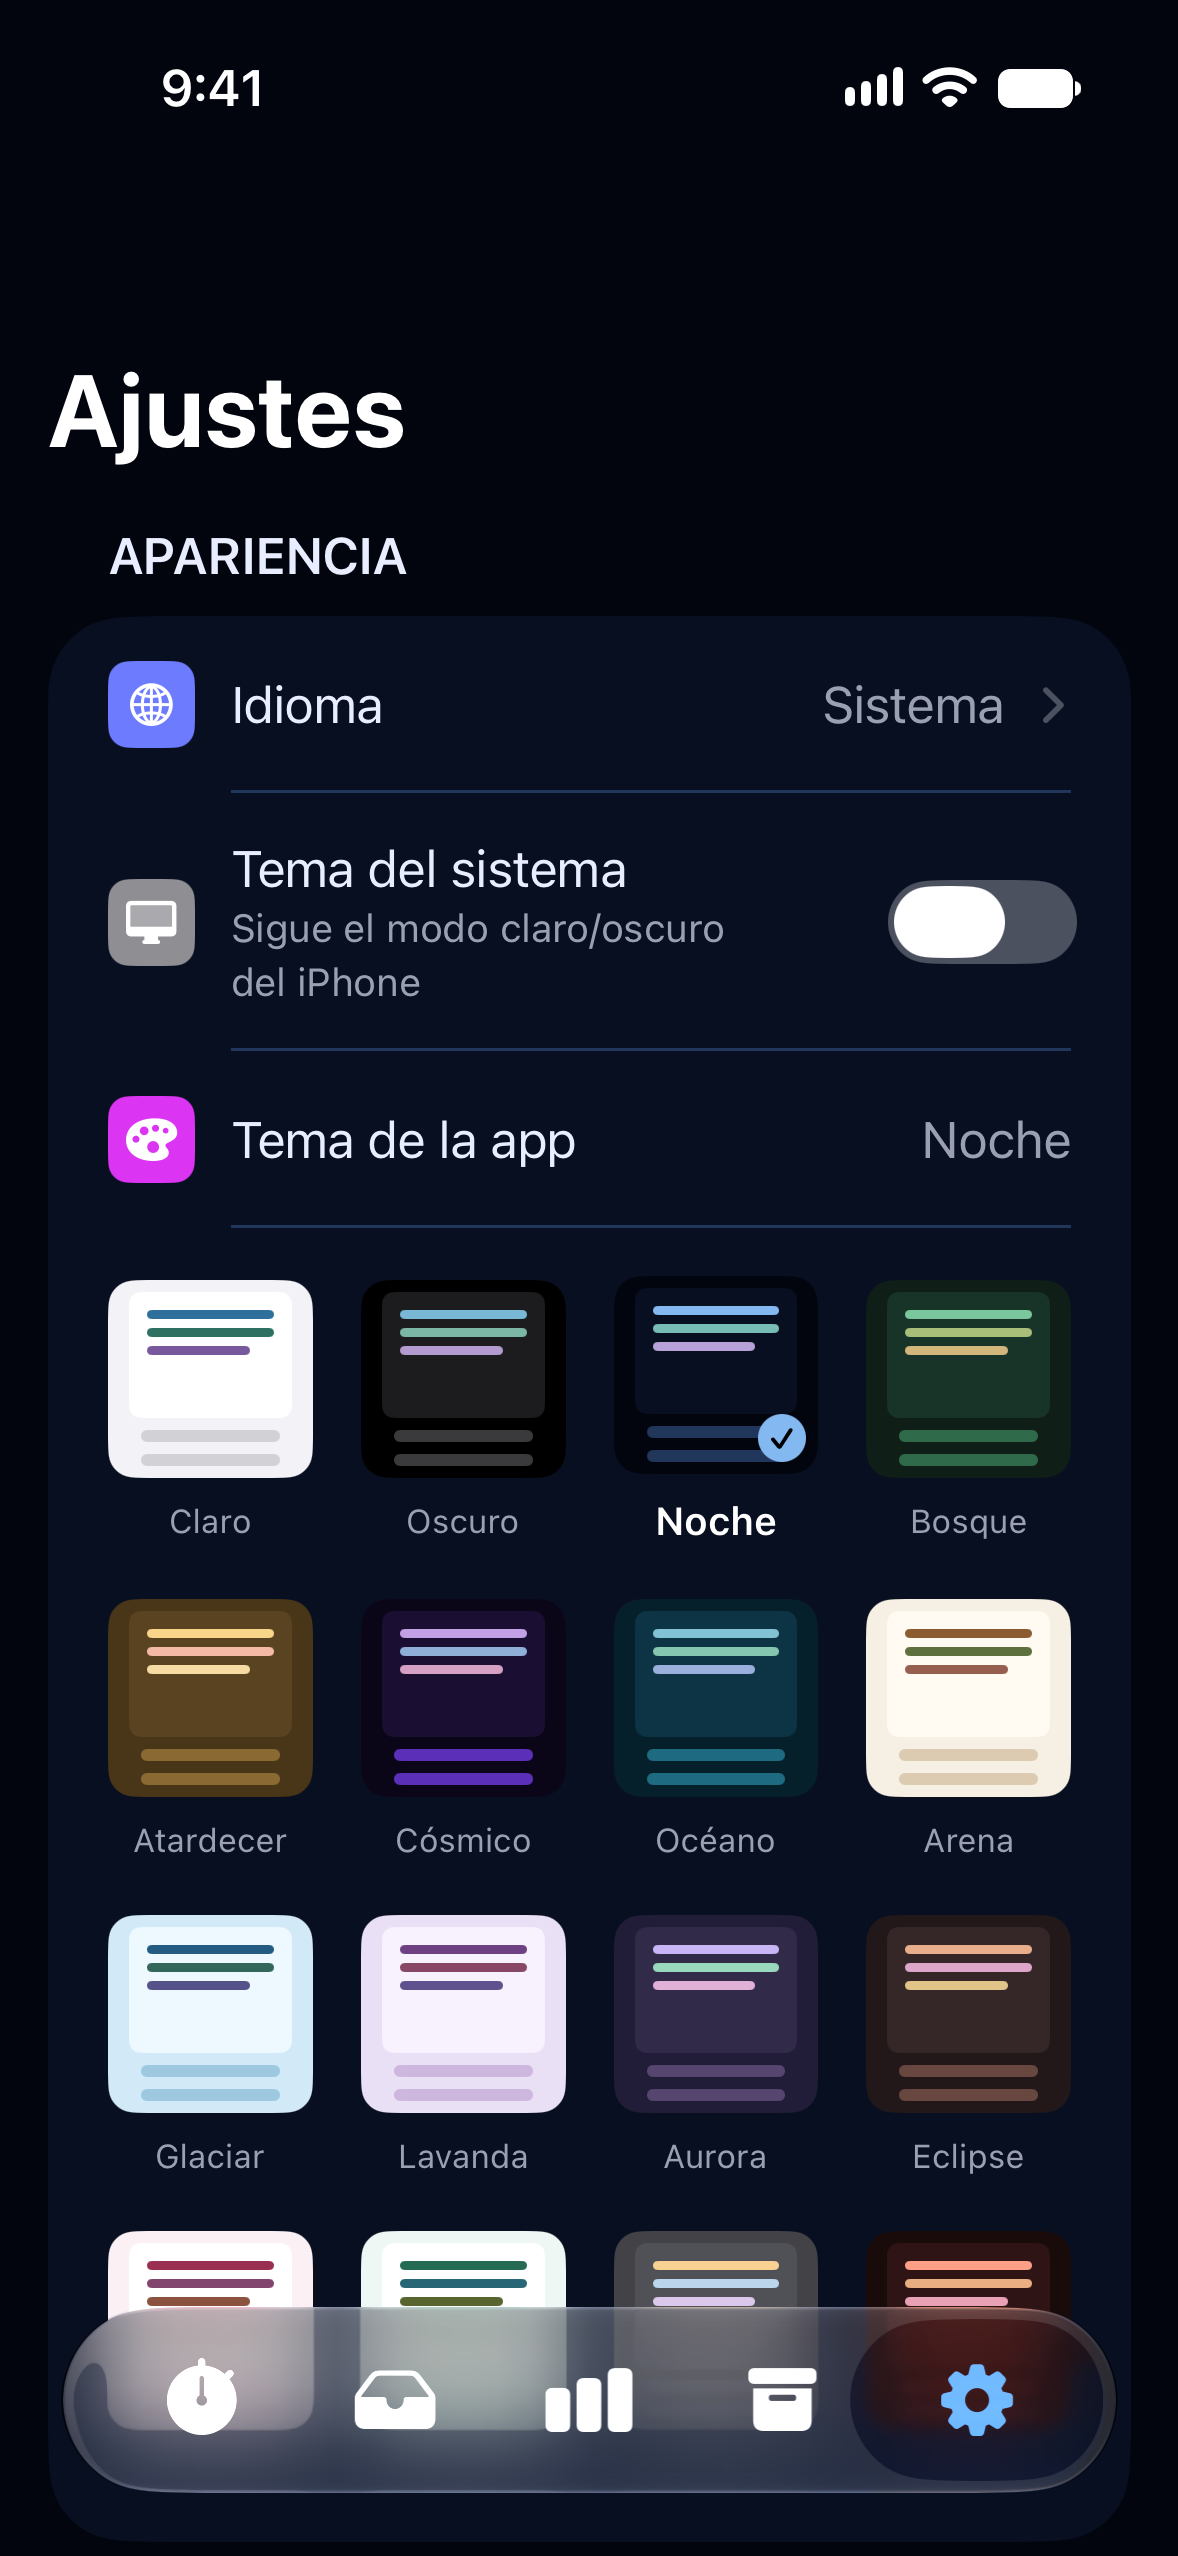 9:41
Ajustes
APARIENCIA
Idioma
Sistema
Tema del sistema
Sigue el modo claro/oscuro
del iPhone
Tema de la app
Noche
Claro
Oscuro
Noche
Bosque
Atardecer
Cósmico
Océano
Arena
Glaciar
Lavanda
Aurora
Eclipse